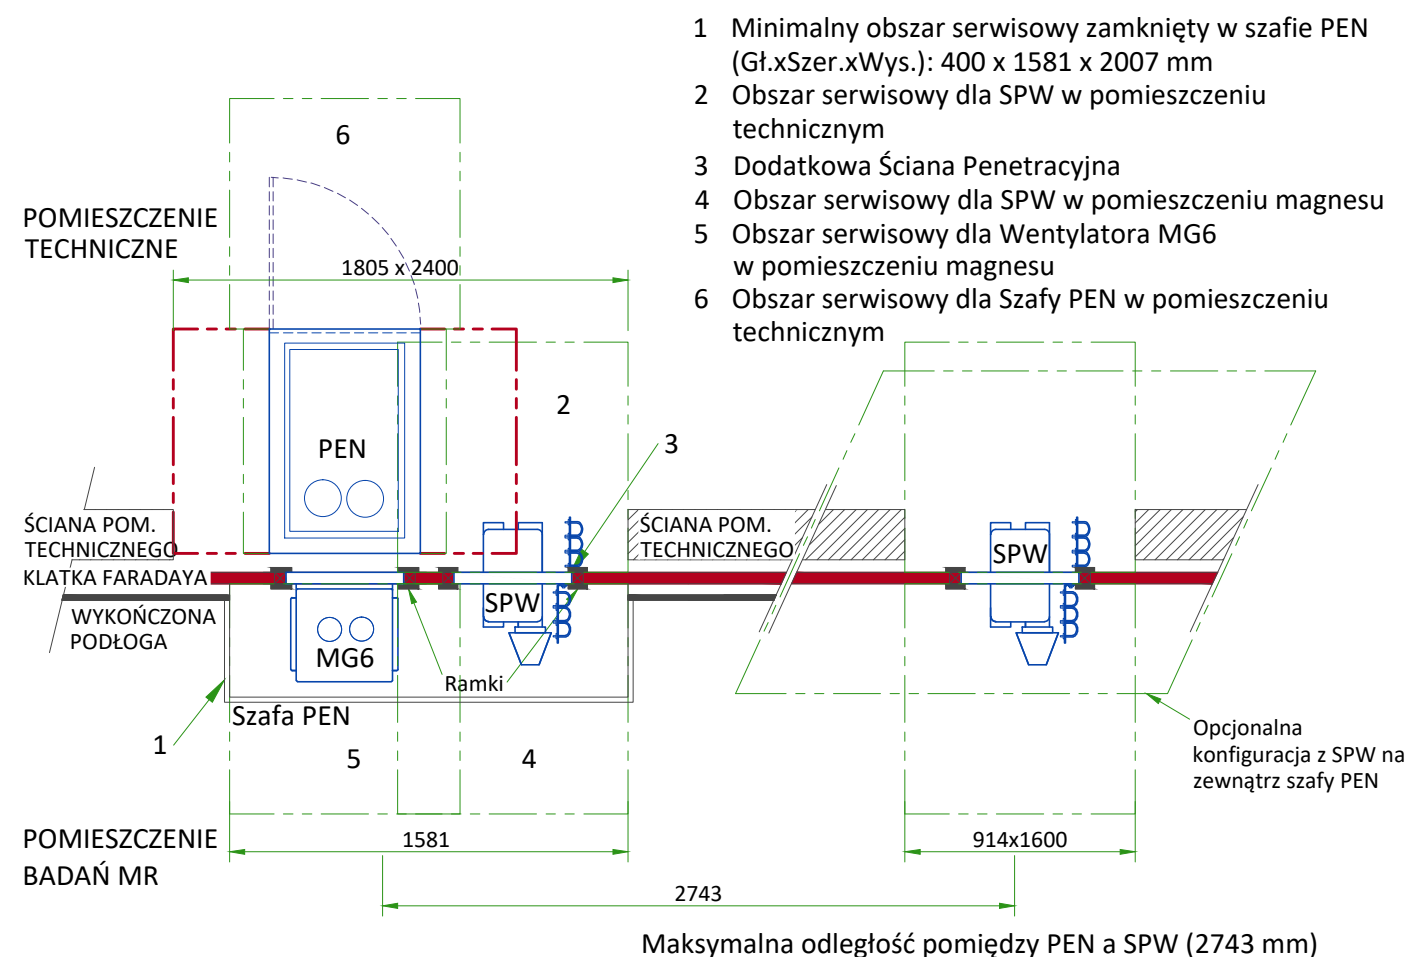 1 Minimalny obszar serwisowy zamknięty w szafie PEN
(Gł.xSzer.xWys.): 400 x 1581 x 2007 mm
2 Obszar serwisowy dla SPW w pomieszczeniu
technicznym
3 Dodatkowa Ściana Penetracyjna
4 Obszar serwisowy dla SPW w pomieszczeniu magnesu
5 Obszar serwisowy dla Wentylatora MG6
w pomieszczeniu magnesu
6 Obszar serwisowy dla Szafy PEN w pomieszczeniu
technicznym
6
POMIESZCZENIE
TECHNICZNE
1805 x 2400
2
PEN
3
ŚCIANA POM.
TECHNICZNEGO
ŚCIANA POM.
TECHNICZNEGO
SPW
KLATKA FARADAYA
SPW
WYKOŃCZONA
PODŁOGA
MG6
Ramki
Szafa PEN
1
5
4
Opcjonalna
konfiguracja z SPW na
zewnątrz szafy PEN
POMIESZCZENIE
BADAŃ MR
1581
914x1600
2743
Maksymalna odległość pomiędzy PEN a SPW (2743 mm)